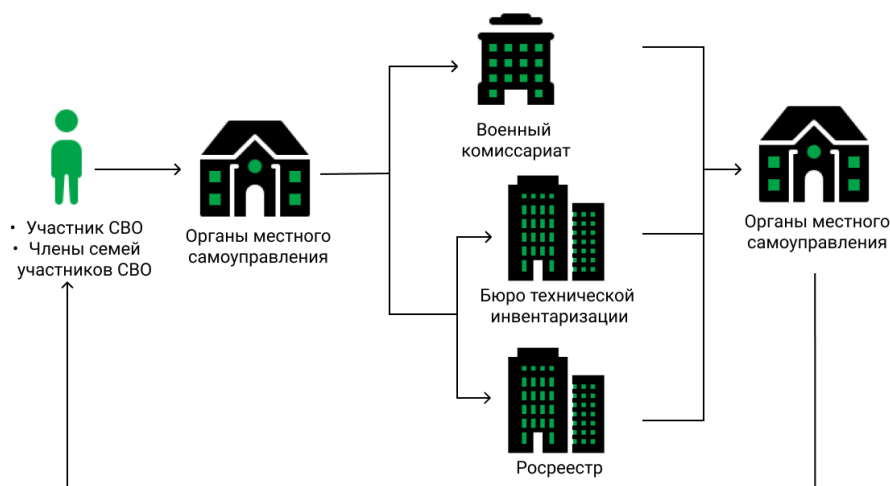 • Участник СВО
• Члены семей
участников СВО
Органы местного
самоуправления
Военный
комиссариат
Бюро технической
инвентаризации
Росреестр
Органы местного
самоуправления